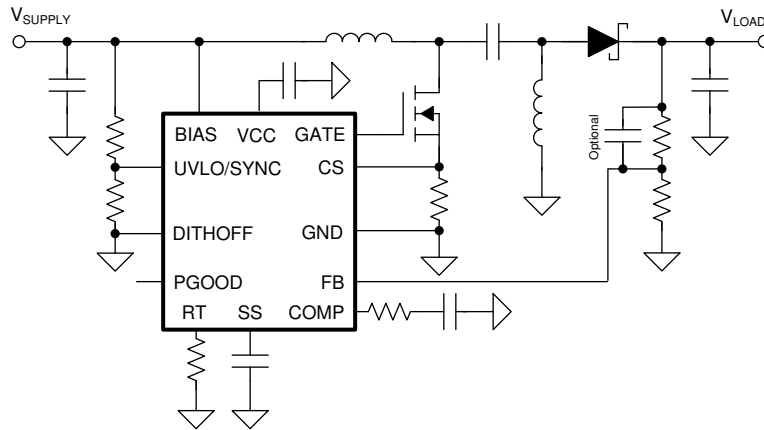 VSUPPLY
VLOAD
BIAS VCC GATE
UVLO/SYNC CS
Optional
DITHOFF GND
PGOOD FB
RT SS COMP